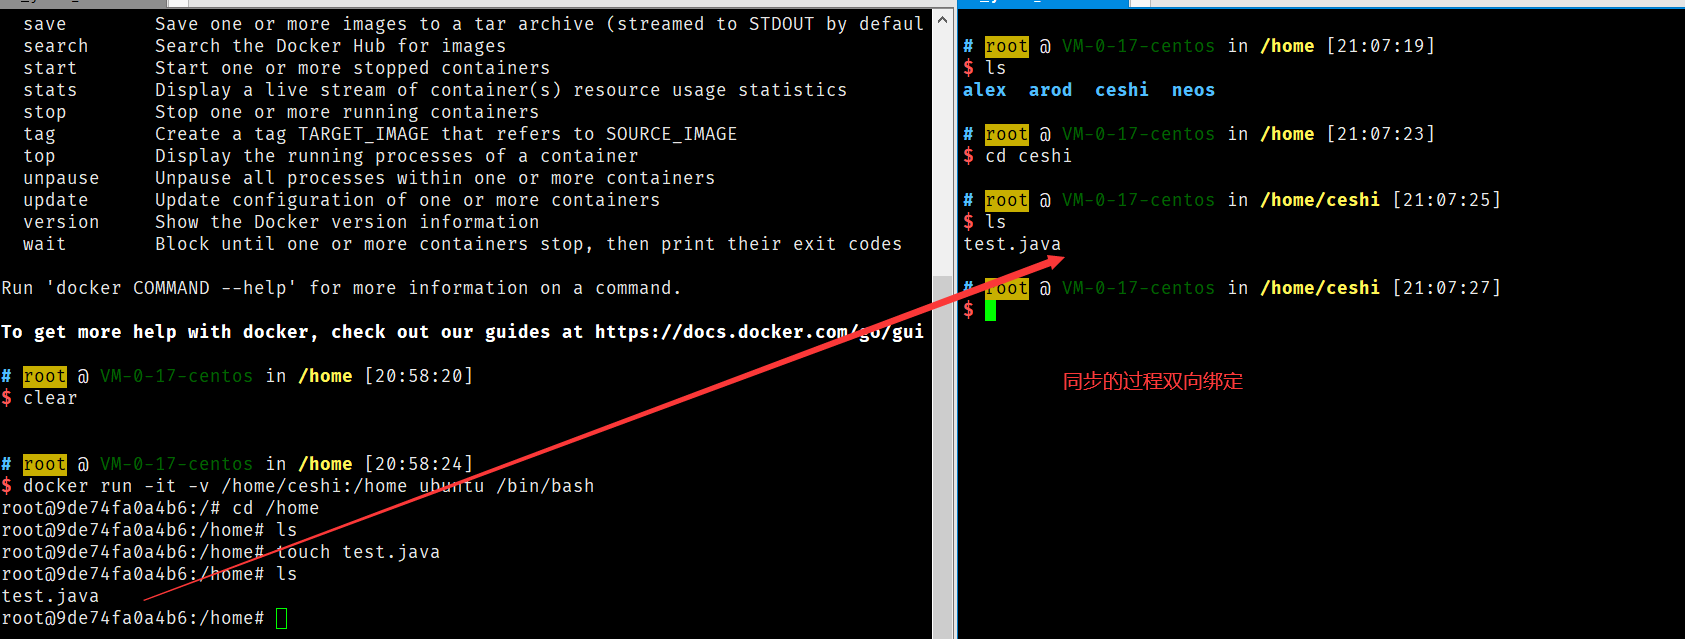 save        Save one or more images to a tar archive (streamed to STDOUT by defaul
search      Search the Docker Hub for images
start       Start one or more stopped containers
stats       Display a live stream of container(s) resource usage statistics
stop        Stop one or more running containers
tag         Create a tag TARGET_IMAGE that refers to SOURCE_IMAGE
top         Display the running processes of a container
unpause     Unpause all processes within one or more containers
update      Update configuration of one or more containers
version     Show the Docker version information
wait        Block until one or more containers stop, then print their exit codes
Run 'docker COMMAND --help' for more information on a command.
To get more help with docker, check out our guides at https://docs.docker.com/go/gui
# root @ VM-0-17-centos in /home [20:58:20]
$ clear
# root @ VM-0-17-centos in /home [20:58:24]
$ docker run -it -v /home/ceshi:/home ubuntu /bin/bash
root@9de74fa0a4b6:/# cd /home
root@9de74fa0a4b6:/home# ls
root@9de74fa0a4b6:/home# touch test.java
root@9de74fa0a4b6:/home# ls
test.java
root@9de74fa0a4b6:/home#
# root @ VM-0-17-centos in /home [21:07:19]
$ ls
alex  arod  ceshi  neos
# root @ VM-0-17-centos in /home [21:07:23]
$ cd ceshi
# root @ VM-0-17-centos in /home/ceshi [21:07:25]
$ ls
test.java
# root @ VM-0-17-centos in /home/ceshi [21:07:27]
$
同步的过程双向绑定